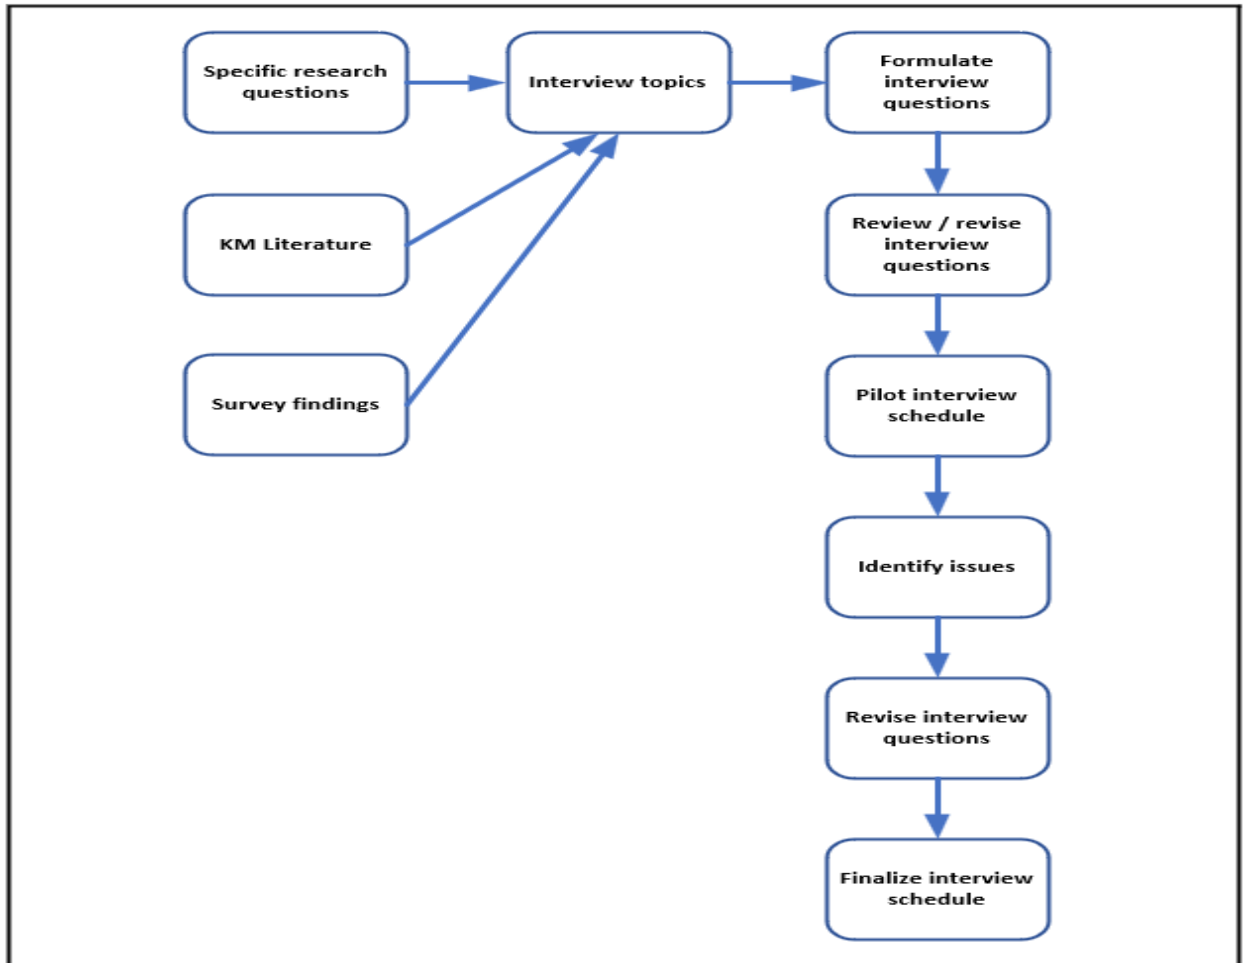 Specific research
questions
Interview topics
Formulate
interview
questions
KM Literature
Review / revise
interview
questions
Survey findings
Pilot interview
schedule
Identify issues
Revise interview
questions
Finalize interview
schedule